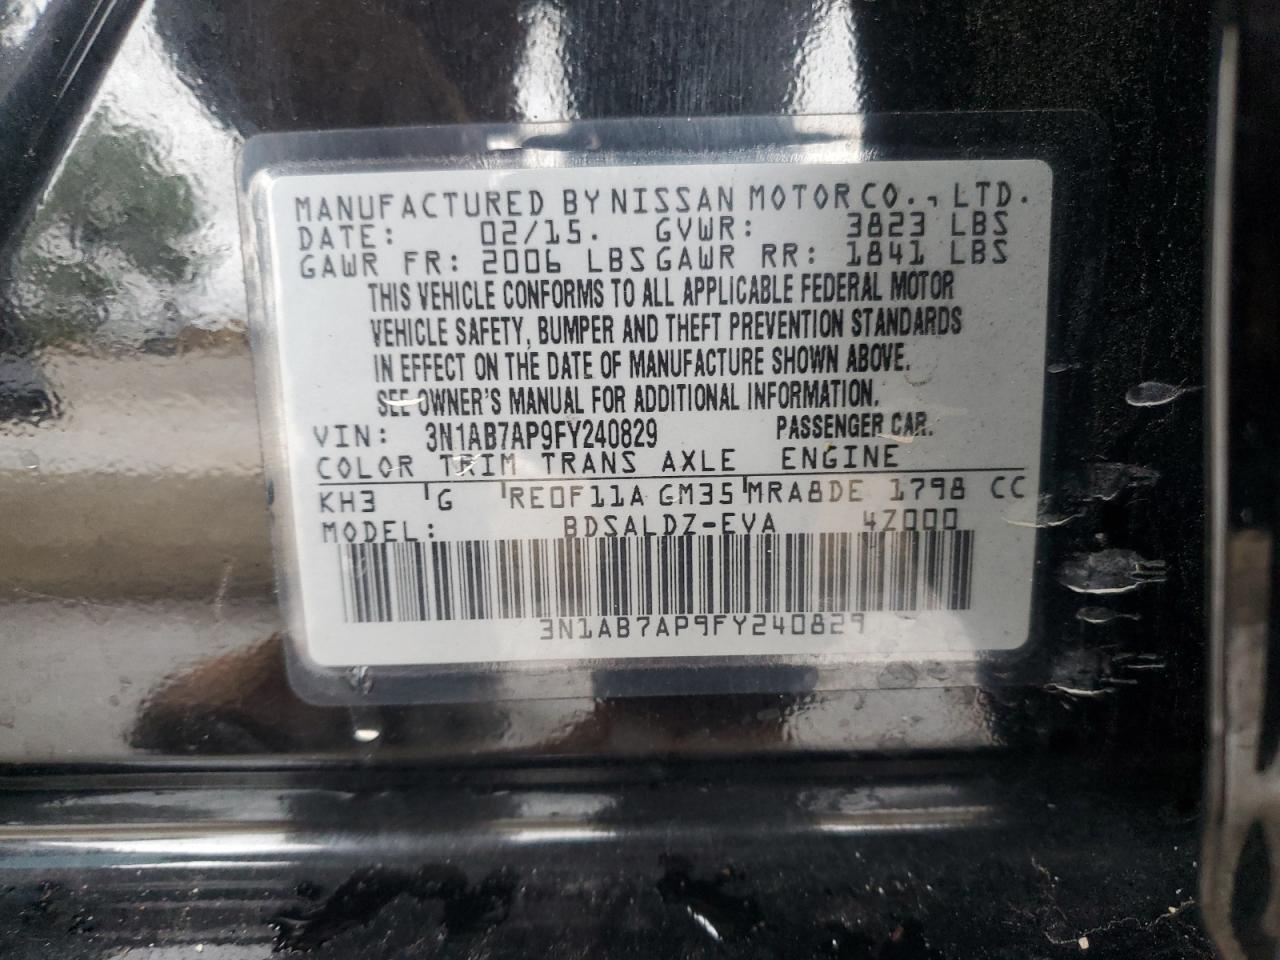 MANUFACTURED BY NISSAN MOTOR CO., LTD.
DATE: 02/15. GVWR: 3823 LBS
GAWR FR: 2006 LBS GAWR RR: 1841 LBS
THIS VEHICLE CONFORMS TO ALL APPLICABLE FEDERAL MOTOR
VEHICLE SAFETY, BUMPER AND THEFT PREVENTION STANDARDS
IN EFFECT ON THE DATE OF MANUFACTURE SHOWN ABOVE.
SEE OWNER'S MANUAL FOR ADDITIONAL INFORMATION.
VIN: 3N1AB7AP9FY240829 PASSENGER CAR.
COLOR TRIM TRANS AXLE ENGINE
KH3 G RE0F11A GM35 MRA8DE 1798 CC
MODEL: BDSALDZ-EVA 4Z000
3N1AB7AP9FY240829